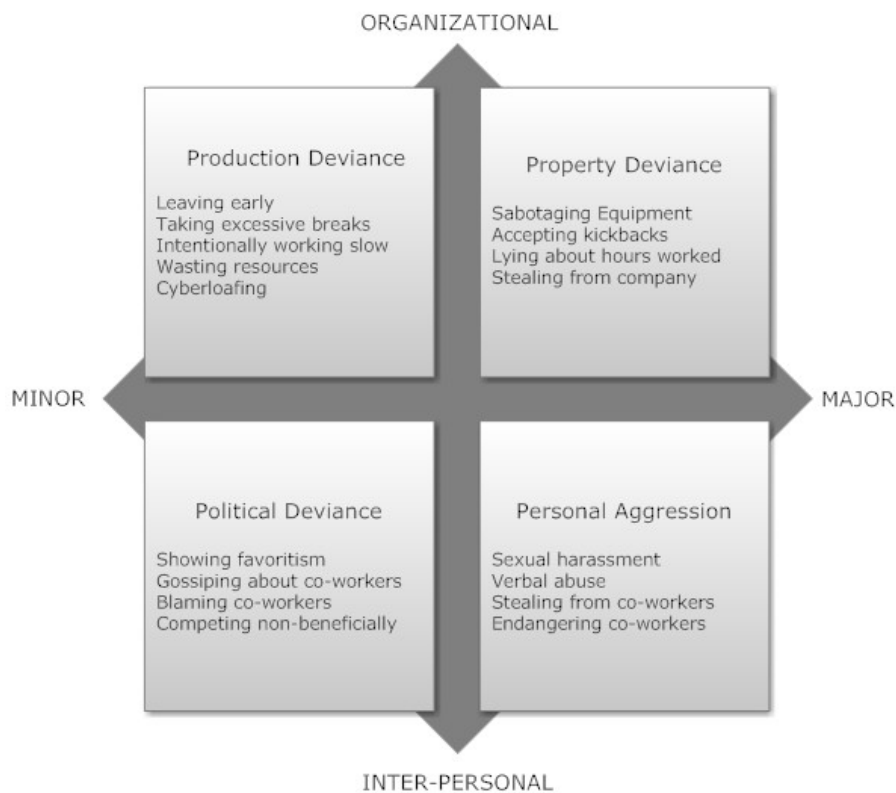 ORGANIZATIONAL
Production Deviance
Leaving early
Taking excessive breaks
Intentionally working slow
Wasting resources
Cyberloafing
Property Deviance
Sabotaging Equipment
Accepting kickbacks
Lying about hours worked
Stealing from company
MINOR
MAJOR
Political Deviance
Showing favoritism
Gossiping about co-workers
Blaming co-workers
Competing non-beneficially
Personal Aggression
Sexual harassment
Verbal abuse
Stealing from co-workers
Endangering co-workers
INTER-PERSONAL